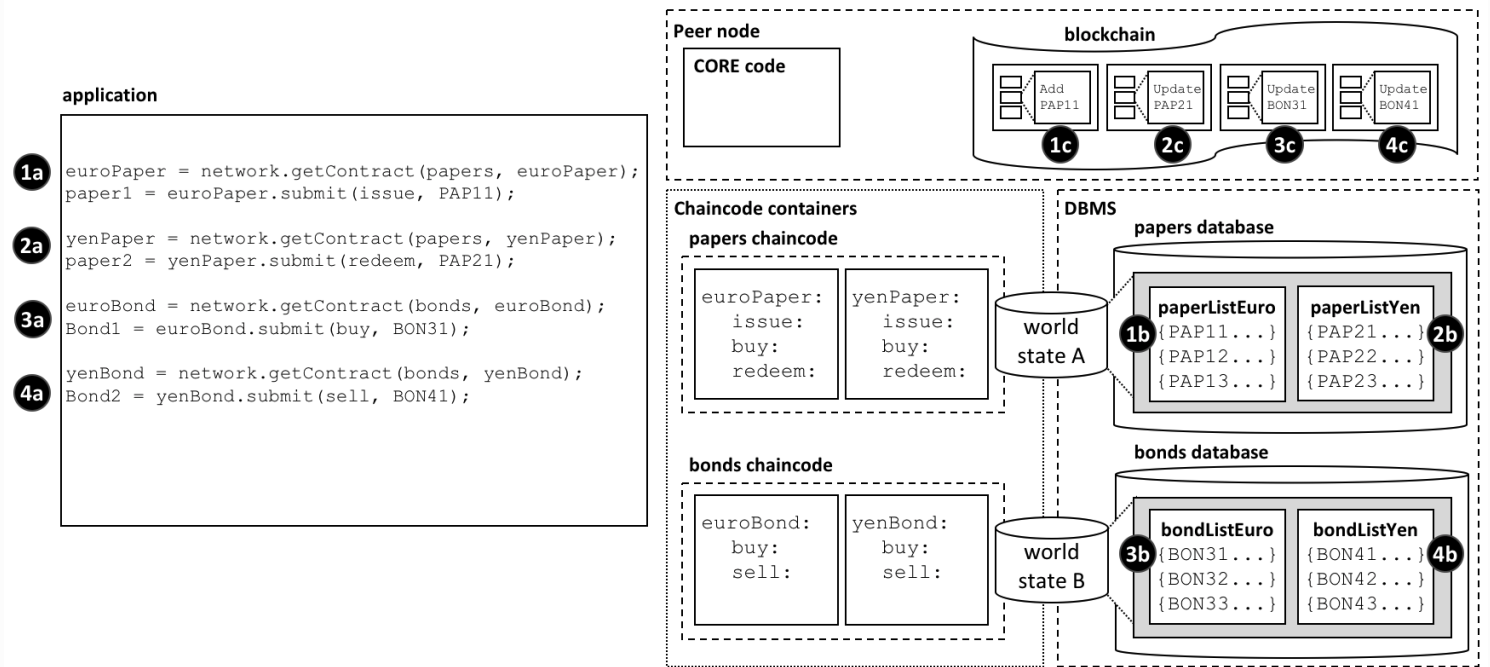 application
1a
euroPaper = network.getContract(papers, euroPaper);
paper1 = euroPaper.submit(issue, PAP11);
2a
yenPaper = network.getContract(papers, yenPaper);
paper2 = yenPaper.submit(redeem, PAP21);
3a
euroBond = network.getContract(bonds, euroBond);
Bond1 = euroBond.submit(buy, BON31);
4a
yenBond = network.getContract(bonds, yenBond);
Bond2 = yenBond.submit(sell, BON41);
Peer node
CORE code
blockchain
Add
PAP11
1c
Update
PAP21
2c
Update
BON31
3c
Update
BON41
4c
Chaincode containers
papers chaincode
euroPaper:
issue:
buy:
redeem:
yenPaper:
issue:
buy:
redeem:
world
state A
bonds chaincode
euroBond:
buy:
sell:
yenBond:
buy:
sell:
world
state B
DBMS
papers database
1b
paperListEuro
{PAP11...}
{PAP12...}
{PAP13...}
paperListYen
{PAP21...}
{PAP22...}
{PAP23...}
2b
bonds database
3b
bondListEuro
{BON31...}
{BON32...}
{BON33...}
bondListYen
{BON41...}
{BON42...}
{BON43...}
4b